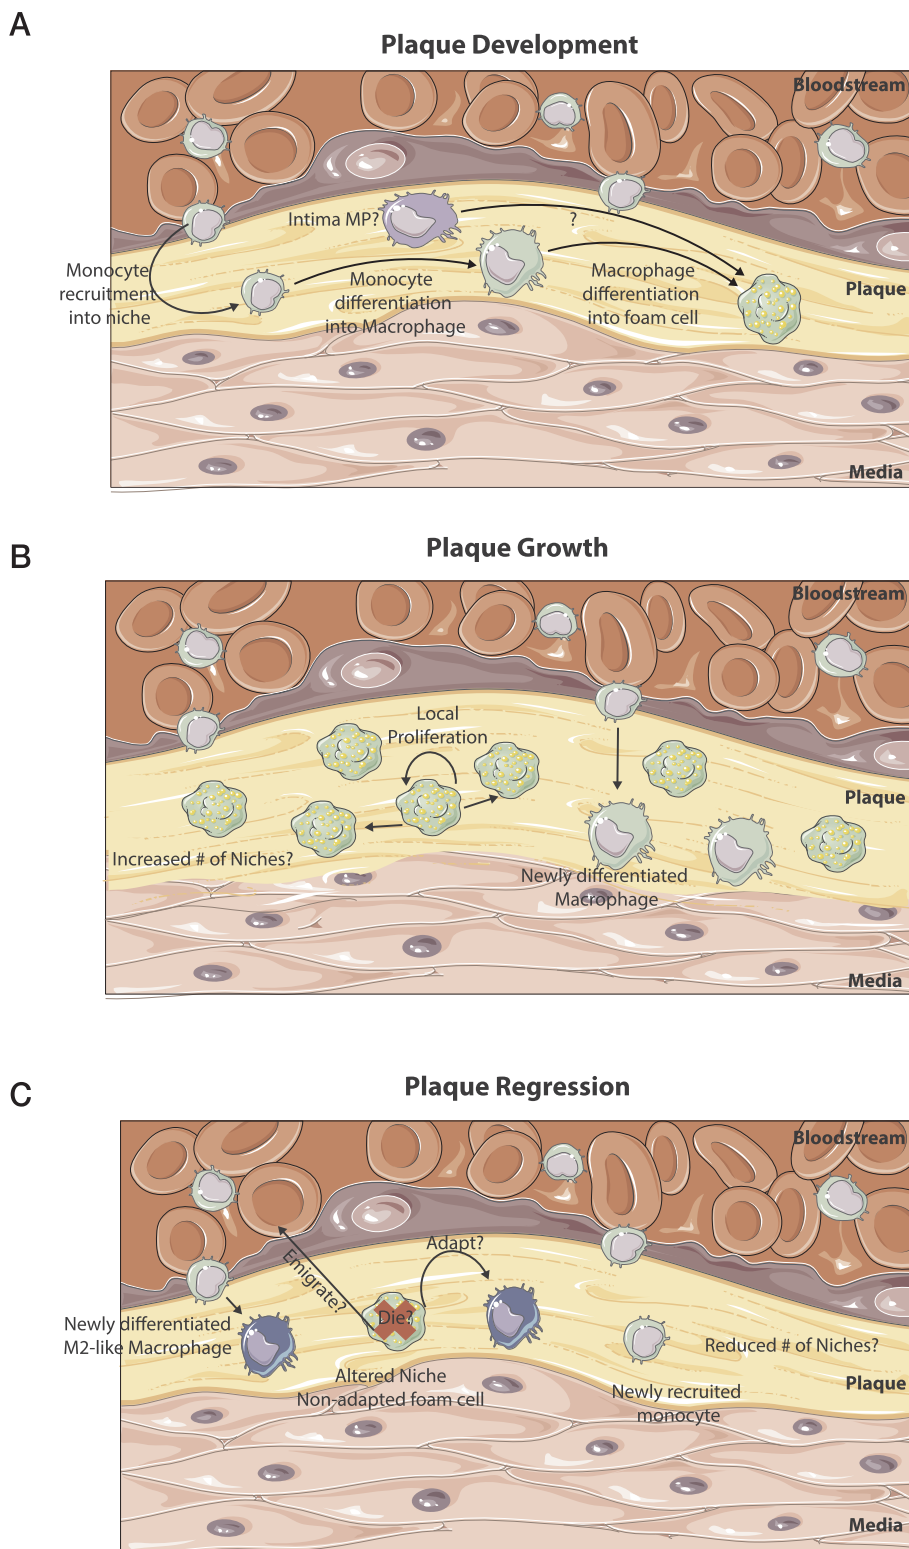 A
Plaque Development
Bloodstream
Intima MP?
?
Monocyte
recruitment
into niche
Monocyte
differentiation
into Macrophage
Macrophage
differentiation
into foam cell
Plaque
Media
B
Plaque Growth
Bloodstream
Local
Proliferation
Plaque
Increased # of Niches?
Newly differentiated
Macrophage
Media
C
Plaque Regression
Bloodstream
Emigrate?
Adapt?
Die?
Newly differentiated
M2-like Macrophage
Altered Niche
Non-adapted foam cell
Reduced # of Niches?
Newly recruited
monocyte
Plaque
Media